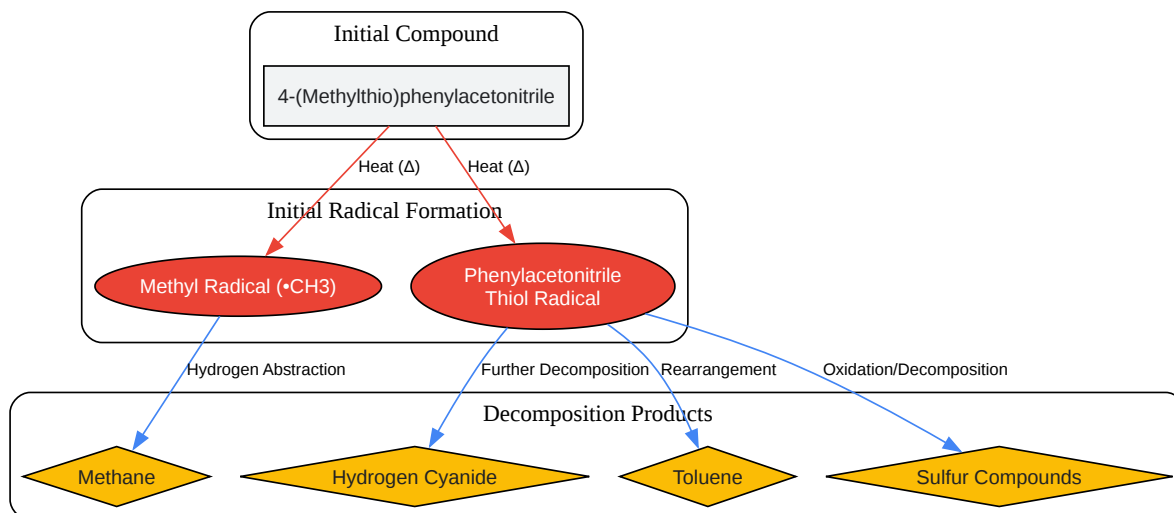 Initial Compound
4-(Methylthio)phenylacetonitrile
Heat (Δ)
Heat (Δ)
Initial Radical Formation
Methyl Radical (•CH3)
Phenylacetonitrile
Thiol Radical
Hydrogen Abstraction
Further Decomposition
Rearrangement
Oxidation/Decomposition
Decomposition Products
Methane
Hydrogen Cyanide
Toluene
Sulfur Compounds